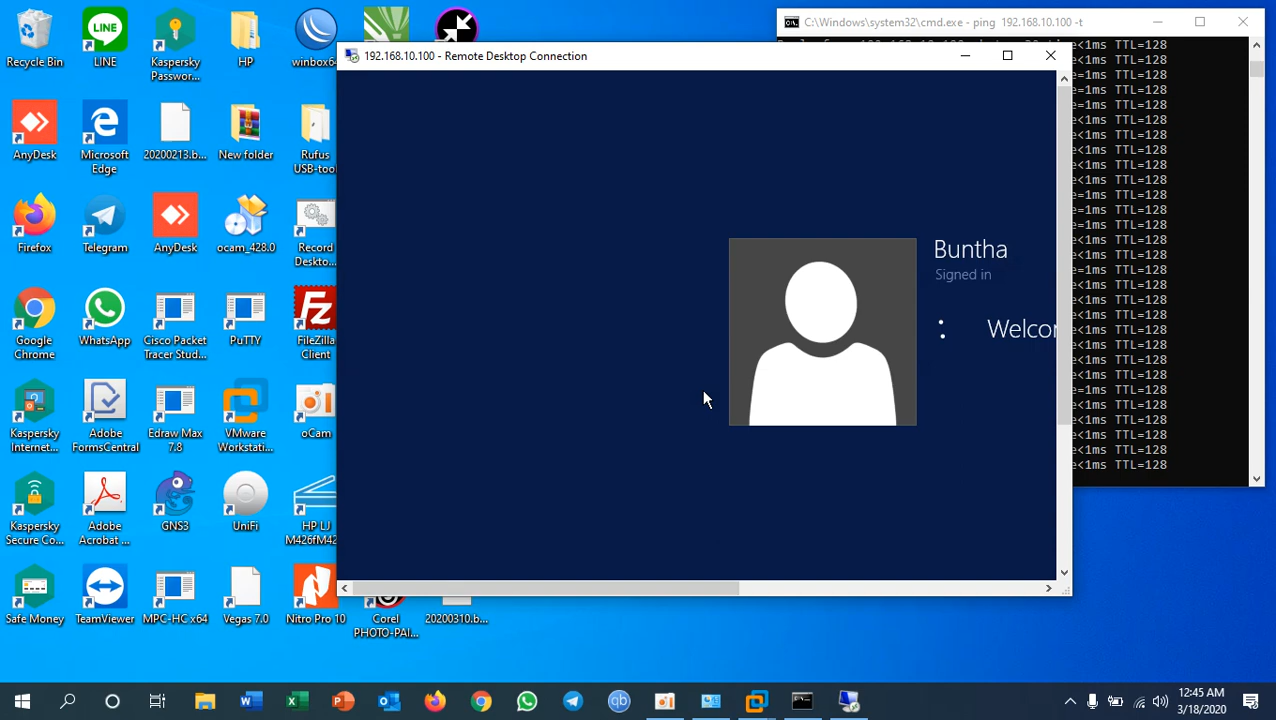 C:\Windows\system32\cmd.exe - ping  192.168.10.100 -t
192.168.10.100 - Remote Desktop Connection
Buntha
Signed in
Welcom
Recycle Bin
LINE
Kaspersky
Passwor...
HP
winbox64
AnyDesk
Microsoft
Edge
20200213.b...
New folder
Rufus
USB-tool
Firefox
Telegram
AnyDesk
ocam_428.0
Record
Deskto...
Google
Chrome
WhatsApp
Cisco Packet
Tracer Stud...
PuTTY
FileZilla
Client
Kaspersky
Internet...
Adobe
FormsCentral
Edraw Max
7.8
VMware
Workstati...
oCam
Kaspersky
Secure Co...
Adobe
Acrobat ...
GNS3
UniFi
HP LJ
M426fM42
Safe Money
TeamViewer
MPC-HC x64
Vegas 7.0
Nitro Pro 10
Corel
PHOTO-PAI...
20200310.b...
e<1ms TTL=128
e<1ms TTL=128
e=1ms TTL=128
e<1ms TTL=128
e=1ms TTL=128
e<1ms TTL=128
e<1ms TTL=128
e<1ms TTL=128
e<1ms TTL=128
e<1ms TTL=128
e=1ms TTL=128
e=1ms TTL=128
e=1ms TTL=128
e<1ms TTL=128
e<1ms TTL=128
e=1ms TTL=128
e<1ms TTL=128
e<1ms TTL=128
e<1ms TTL=128
e<1ms TTL=128
e<1ms TTL=128
e<1ms TTL=128
e<1ms TTL=128
e=1ms TTL=128
e<1ms TTL=128
e<1ms TTL=128
e<1ms TTL=128
e<1ms TTL=128
e<1ms TTL=128
12:45 AM
3/18/2020